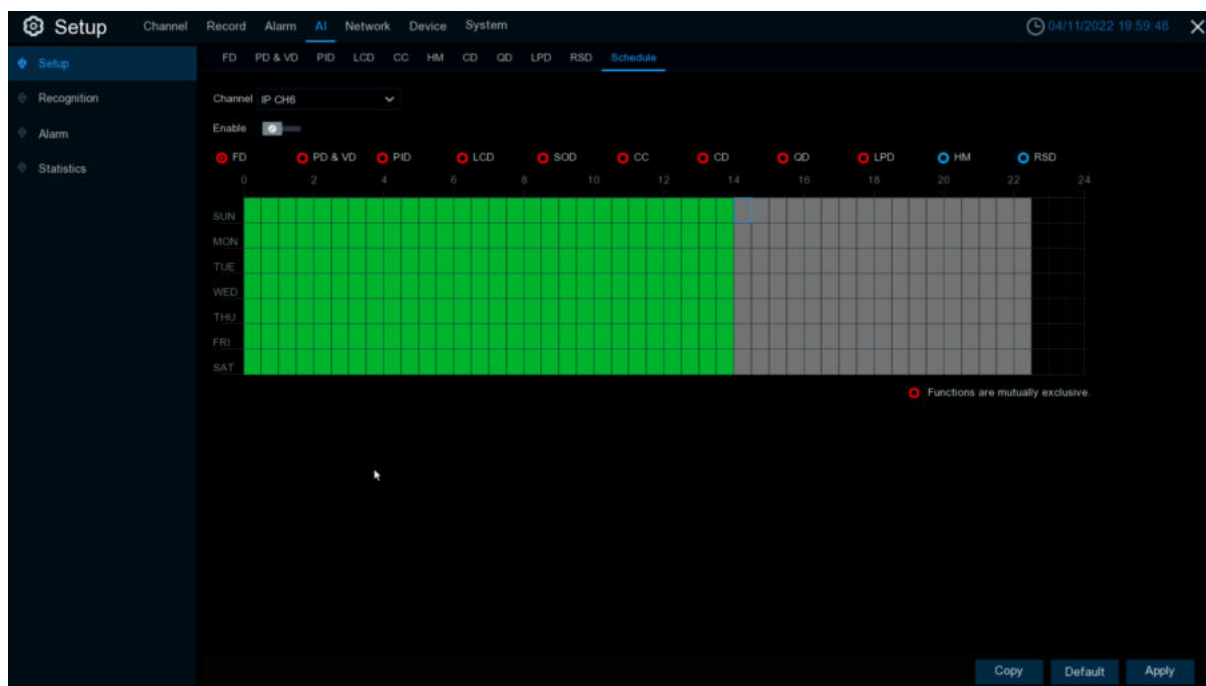 Setup Channel Record Alarm AI Network Device System 04/11/2022 19:59:48
Setup FD PD & VD PID LCD CC HM CD QD LPD RSD Schedule
Recognition
Alarm
Statistics
Channel IP CH6
Enable
FD PD & VD PID LCD SOD CC CD QD LPD HM RSD
0 2 4 6 8 10 12 14 16 18 20 22 24
SUN
MON
TUE
WED
THU
FRI
SAT
Functions are mutually exclusive.
Copy Default Apply